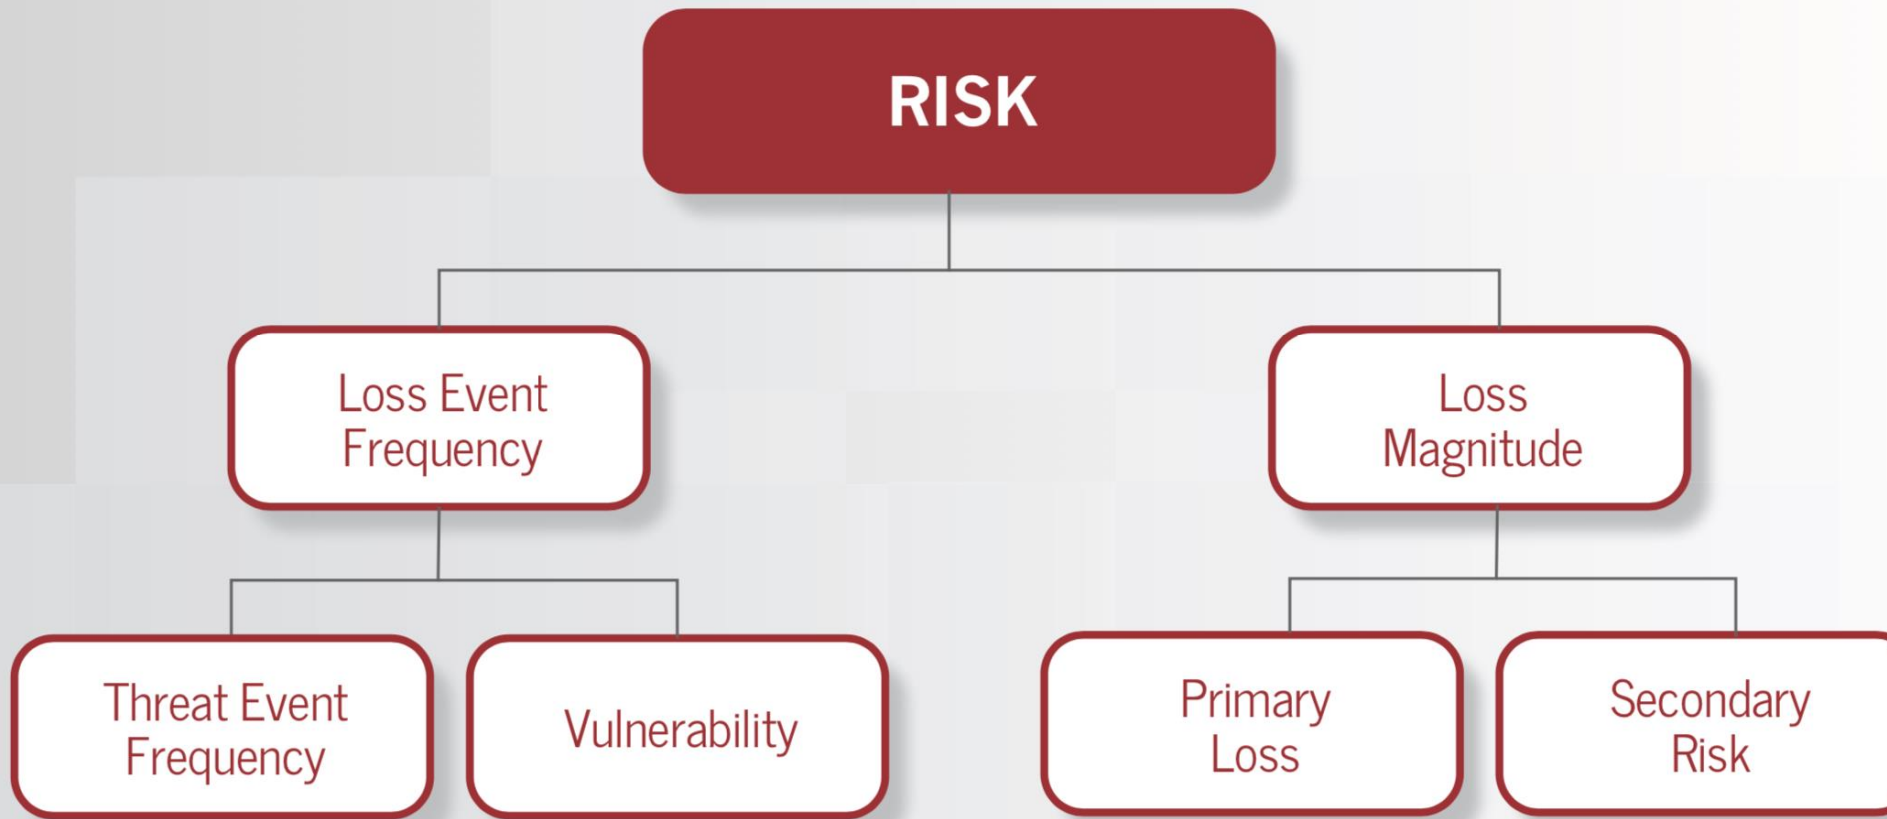 RISK
Loss Event
Frequency
Loss
Magnitude
Threat Event
Frequency
Vulnerability
Primary
Loss
Secondary
Risk